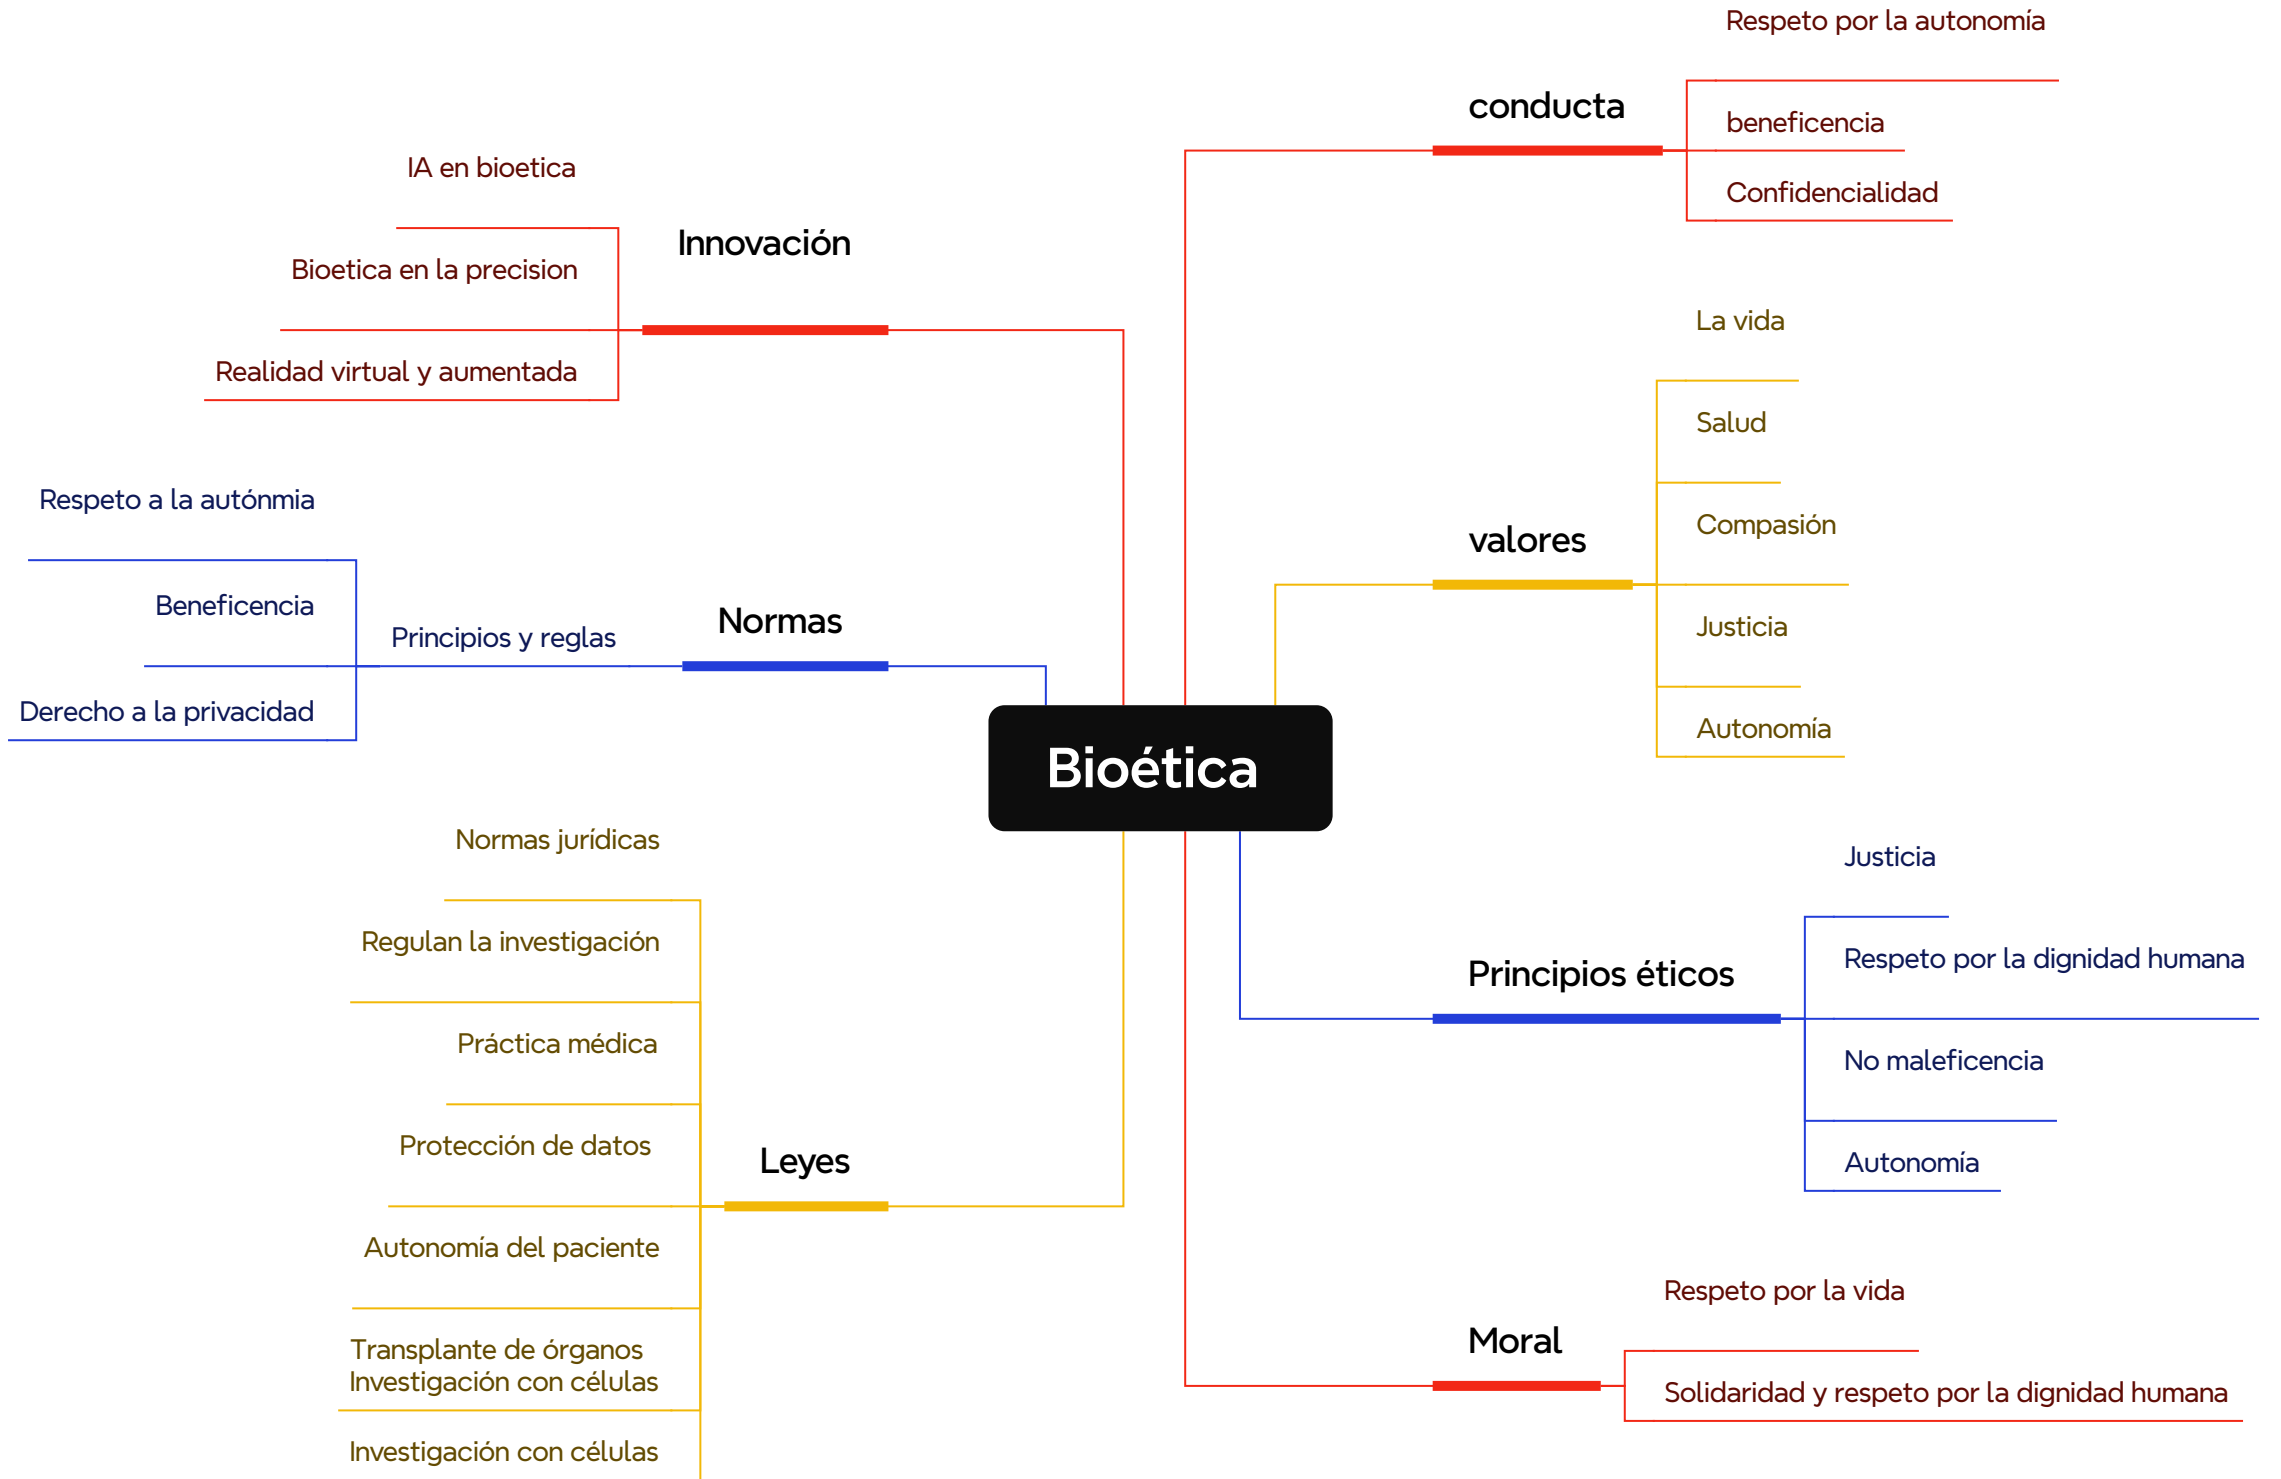 Respeto por la autonomía
conducta
beneficencia
Confidencialidad
IA en bioetica
Innovación
Bioetica en la precision
Realidad virtual y aumentada
La vida
Salud
valores
Compasión
Justicia
Autonomía
Respeto a la autónmia
Beneficencia
Principios y reglas
Normas
Derecho a la privacidad
Bioética
Normas jurídicas
Regulan la investigación
Práctica médica
Protección de datos
Leyes
Autonomía del paciente
Transplante de órganos
Investigación con células
Investigación con células
Justicia
Principios éticos
Respeto por la dignidad humana
No maleficencia
Autonomía
Respeto por la vida
Moral
Solidaridad y respeto por la dignidad humana